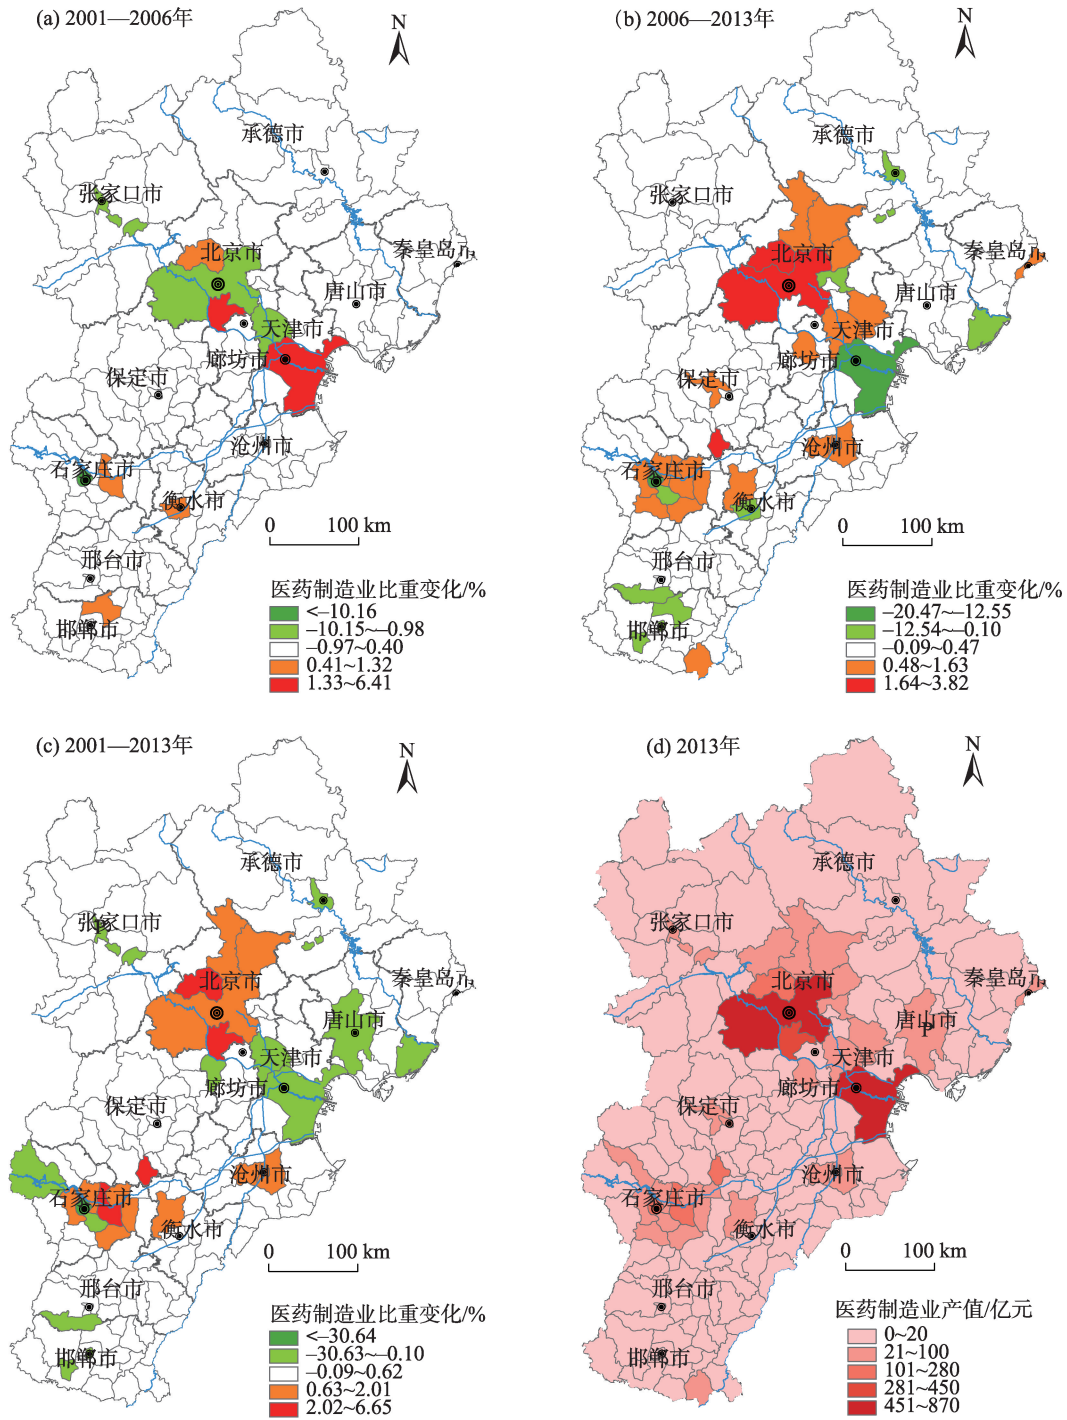 (a) 2001—2006年
N
承德市
张家口市
北京市
秦皇岛市
唐山市
天津市
廊坊市
保定市
沧州市
石家庄市
衡水市
0 100 km
邢台市
邯郸市
医药制造业比重变化/%
<–10.16
–10.15~–0.98
–0.97~0.40
0.41~1.32
1.33~6.41
(b) 2006—2013年
N
承德市
张家口市
北京市
秦皇岛市
唐山市
天津市
廊坊市
保定市
沧州市
石家庄市
衡水市
0 100 km
邢台市
邯郸市
医药制造业比重变化/%
–20.47~–12.55
–12.54~–0.10
–0.09~0.47
0.48~1.63
1.64~3.82
(c) 2001—2013年
N
承德市
张家口市
北京市
秦皇岛市
唐山市
天津市
廊坊市
保定市
沧州市
石家庄市
衡水市
0 100 km
邢台市
邯郸市
医药制造业比重变化/%
<–30.64
–30.63~–0.10
–0.09~0.62
0.63~2.01
2.02~6.65
(d) 2013年
N
承德市
张家口市
北京市
秦皇岛市
唐山市
P
天津市
廊坊市
保定市
沧州市
石家庄市
衡水市
0 100 km
邢台市
邯郸市
医药制造业产值/亿元
0~20
21~100
101~280
281~450
451~870